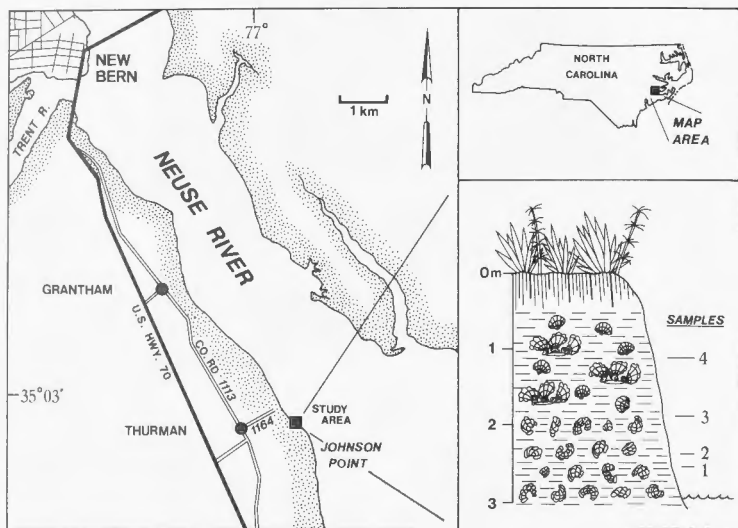 77°
NEW
BERN
TRENT R.
1 km
N
NEUSE RIVER
GRANTHAM
U.S. HWY. 70
CO. RD 1113
35°03'
THURMAN
1164
STUDY
AREA
JOHNSON
POINT
NORTH
CAROLINA
MAP
AREA
0m
SAMPLES
1
4
3
2
2
1
3